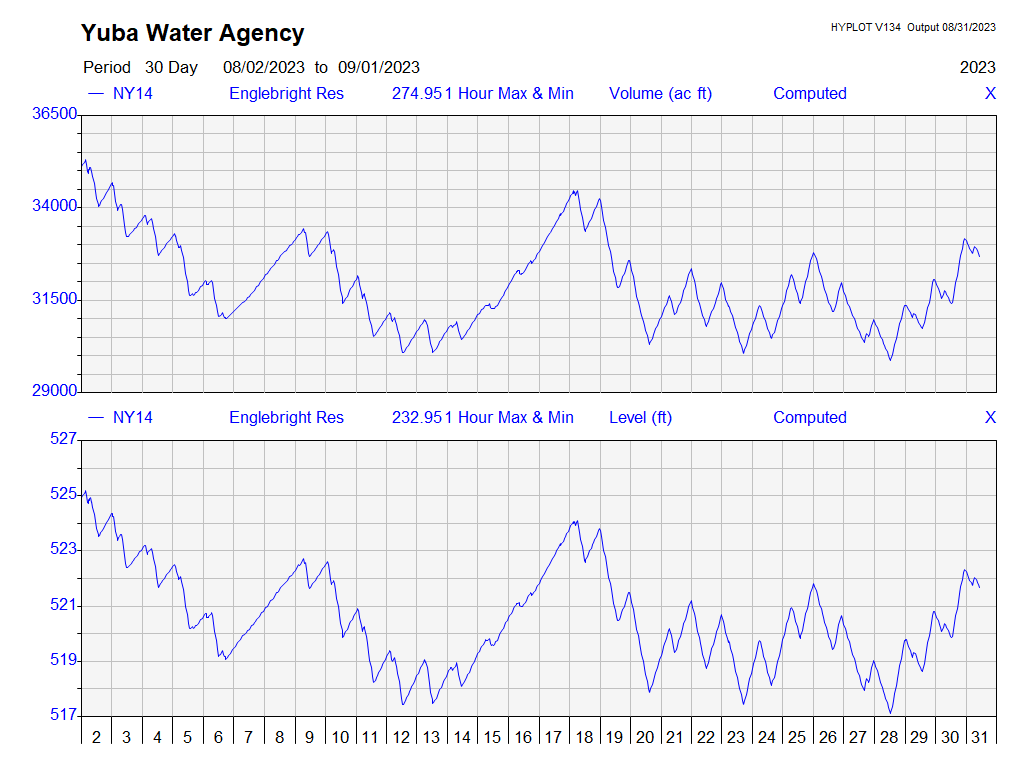 Yuba Water Agency
HYPLOT V134 Output 08/31/2023
Period 30 Day 08/02/2023 to 09/01/2023 2023
— NY14 Englebright Res 274.951 Hour Max & Min Volume (ac ft) Computed X
36500
34000
31500
29000
— NY14 Englebright Res 232.951 Hour Max & Min Level (ft) Computed X
527
525
523
521
519
517
2 3 4 5 6 7 8 9 10 11 12 13 14 15 16 17 18 19 20 21 22 23 24 25 26 27 28 29 30 31